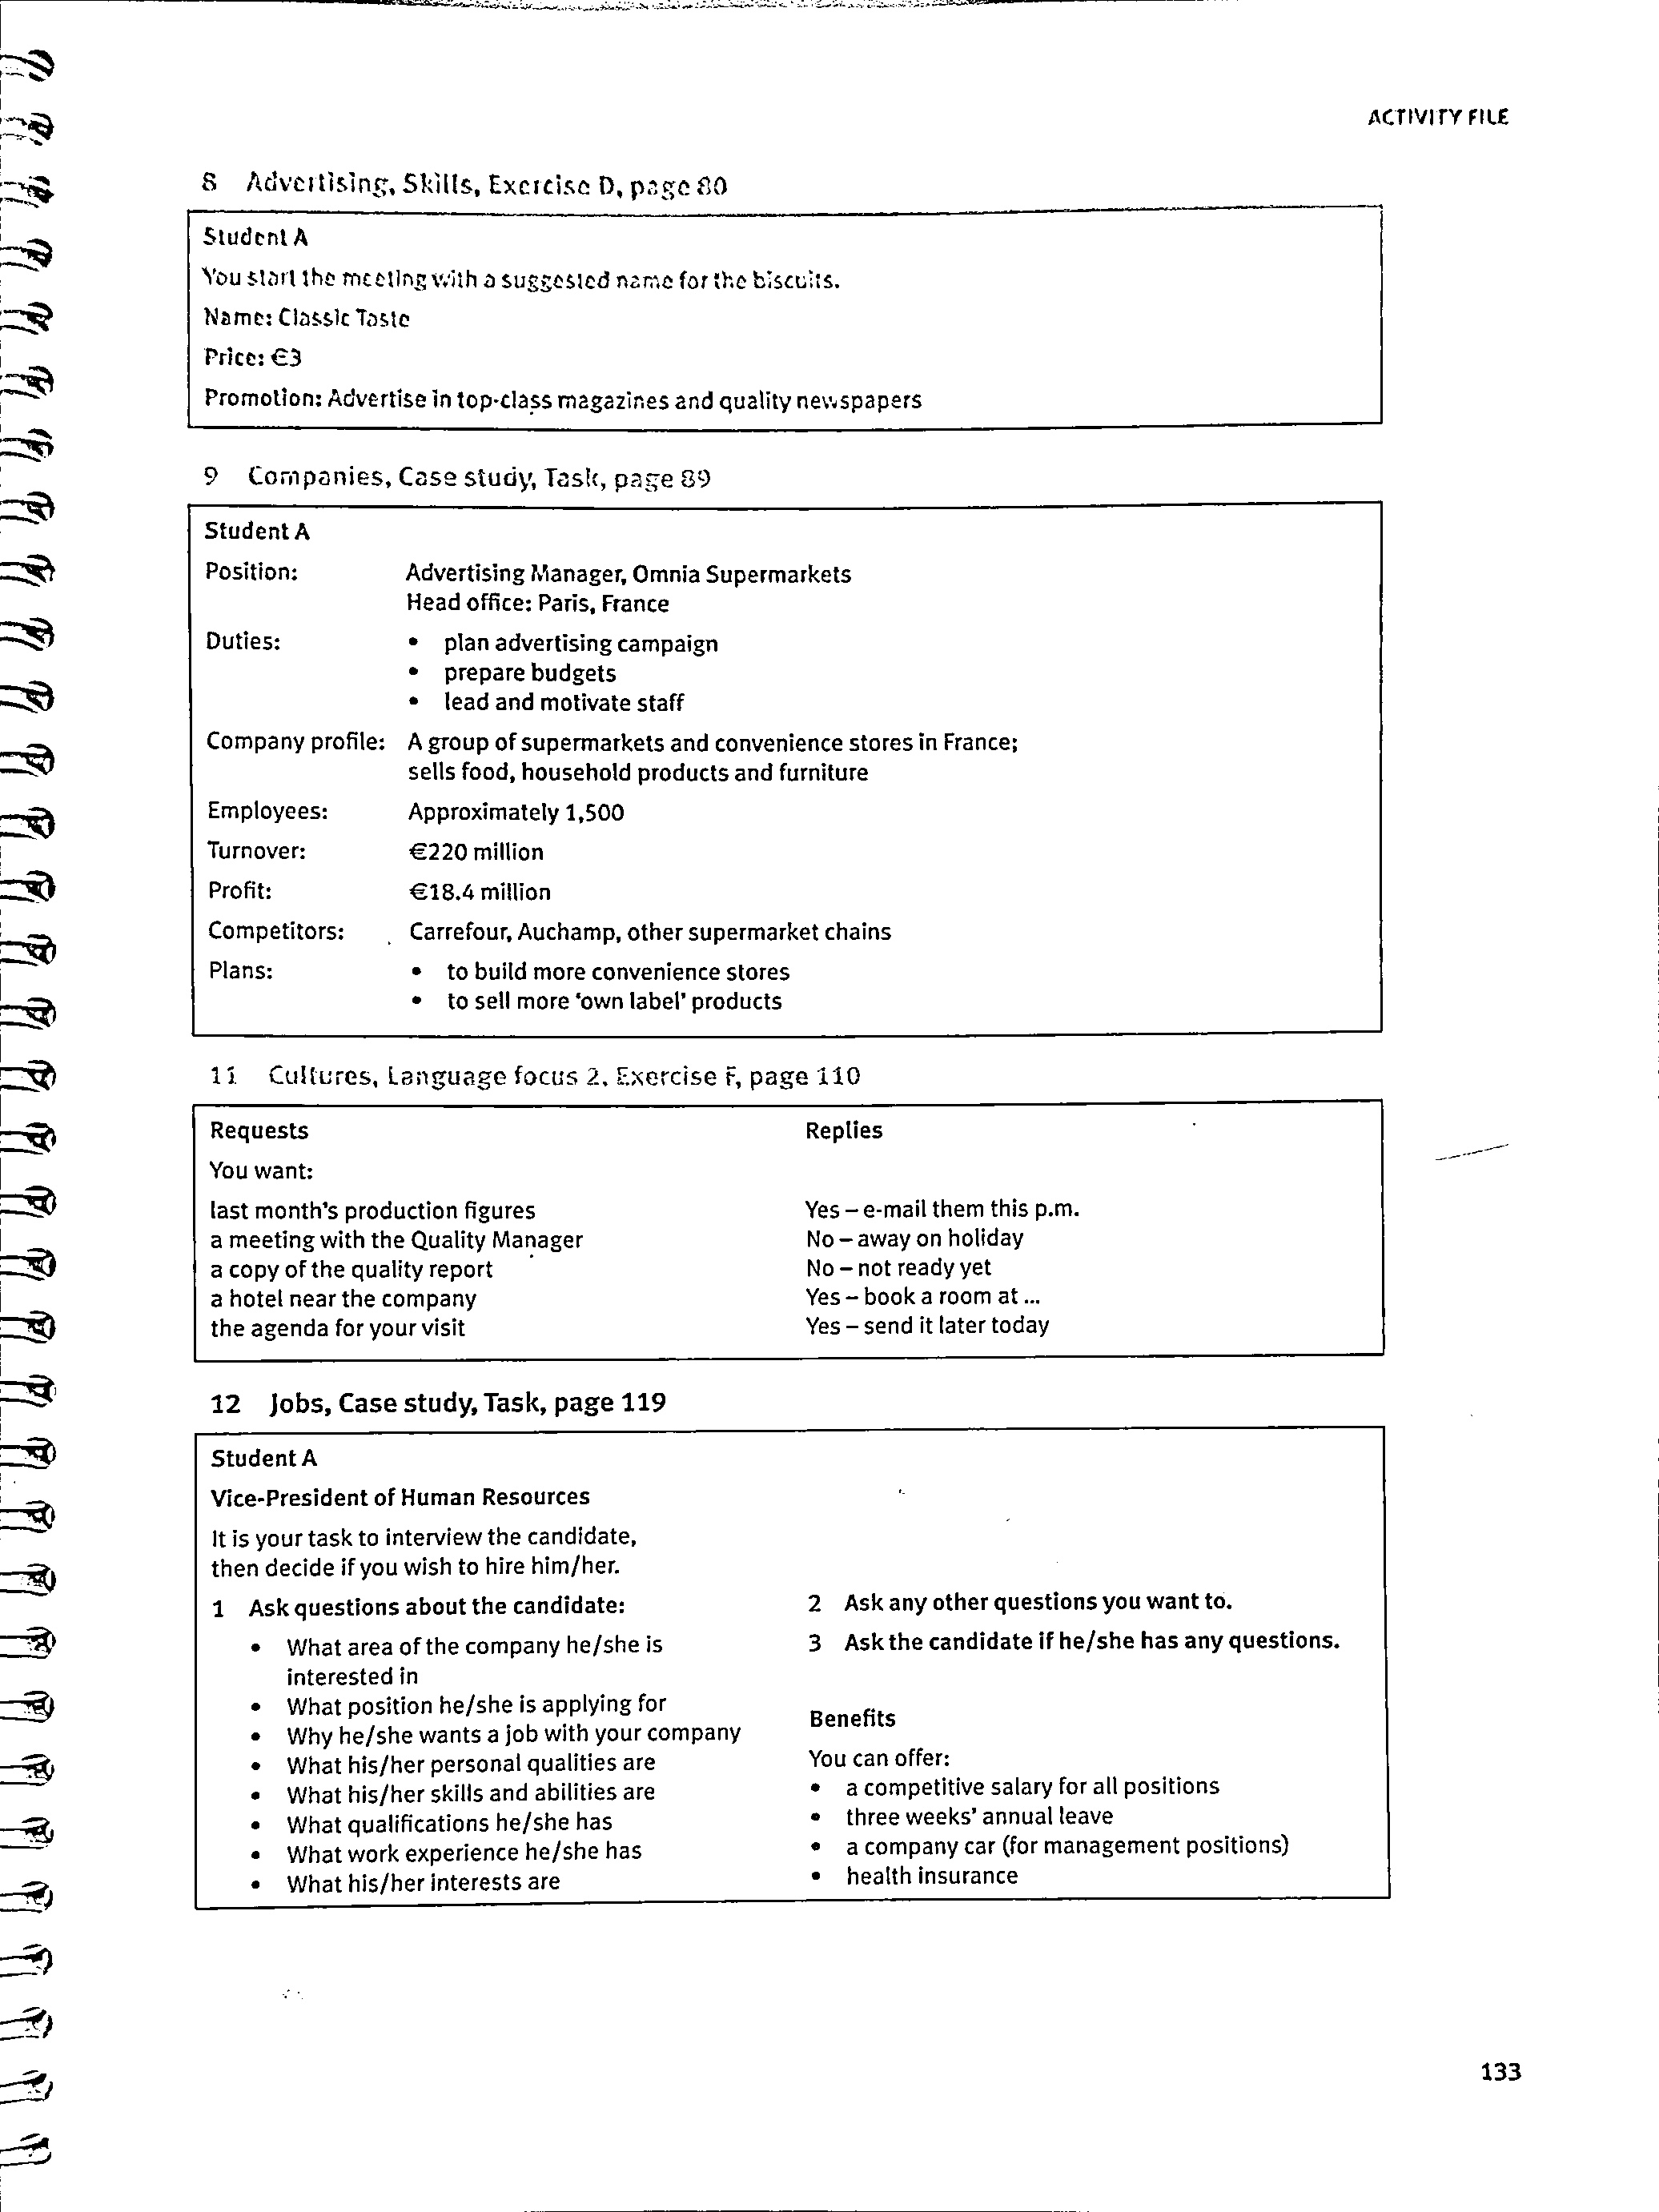 ACTIVITY FILE
8 Advertising, Skills, Exercise D, page 80
Student A
You start the meeting with a suggested name for the biscuits.
Name: Classic Taste
Price: €3
Promotion: Advertise in top-class magazines and quality newspapers
9 Companies, Case study, Task, page 89
Student A
Position: Advertising Manager, Omnia Supermarkets
Head office: Paris, France
Duties: • plan advertising campaign
• prepare budgets
• lead and motivate staff
Company profile: A group of supermarkets and convenience stores in France;
sells food, household products and furniture
Employees: Approximately 1,500
Turnover: €220 million
Profit: €18.4 million
Competitors: Carrefour, Auchamp, other supermarket chains
Plans: • to build more convenience stores
• to sell more 'own label' products
11 Cultures, Language focus 2, Exercise F, page 110
Requests Replies
You want:
last month's production figures Yes – e-mail them this p.m.
a meeting with the Quality Manager No – away on holiday
a copy of the quality report No – not ready yet
a hotel near the company Yes – book a room at ...
the agenda for your visit Yes – send it later today
12 Jobs, Case study, Task, page 119
Student A
Vice-President of Human Resources
It is your task to interview the candidate,
then decide if you wish to hire him/her.
1 Ask questions about the candidate:
• What area of the company he/she is
interested in
• What position he/she is applying for
• Why he/she wants a job with your company
• What his/her personal qualities are
• What his/her skills and abilities are
• What qualifications he/she has
• What work experience he/she has
• What his/her interests are
2 Ask any other questions you want to.
3 Ask the candidate if he/she has any questions.
Benefits
You can offer:
• a competitive salary for all positions
• three weeks' annual leave
• a company car (for management positions)
• health insurance
133